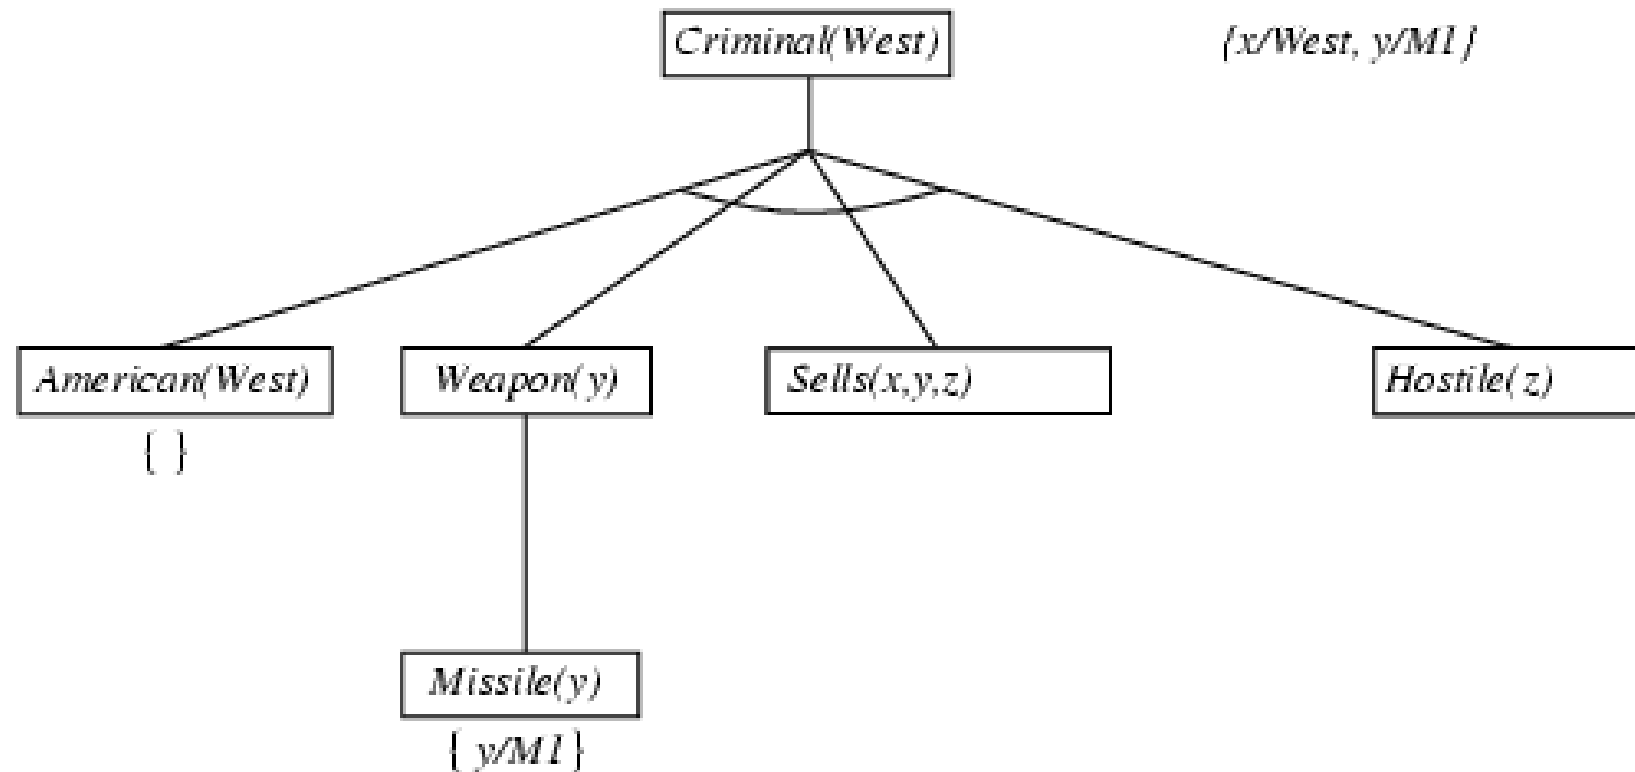 Criminal(West)
{x/West, y/M1}
American(West)
Weapon(y)
Sells(x,y,z)
Hostile(z)
{ }
Missile(y)
{ y/M1 }